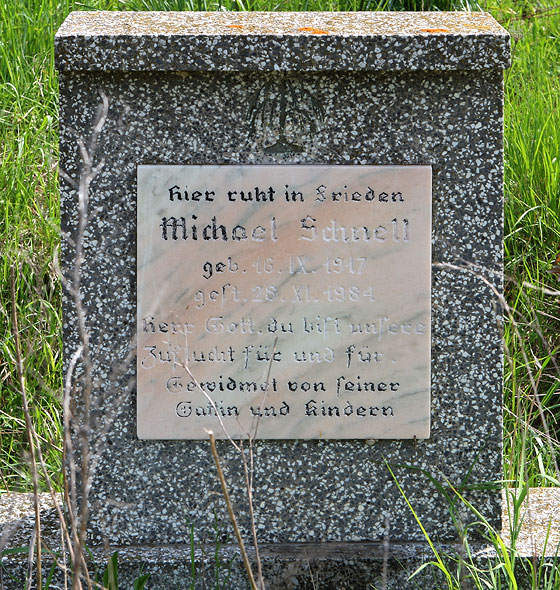 Hier ruht in Frieden
Michael Schnell
geb. 16. IX. 1917
gest. 28. XI. 1984
Herr Gott, du bist unsere
Zuflucht für und für.
Gewidmet von seiner
Gattin und Kindern